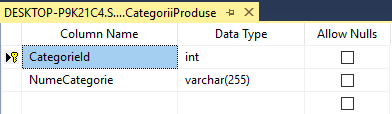 DESKTOP-P9K21C4.S....CategoriiProduse
Column Name Data Type Allow Nulls
CategorieId int
NumeCategorie varchar(255)